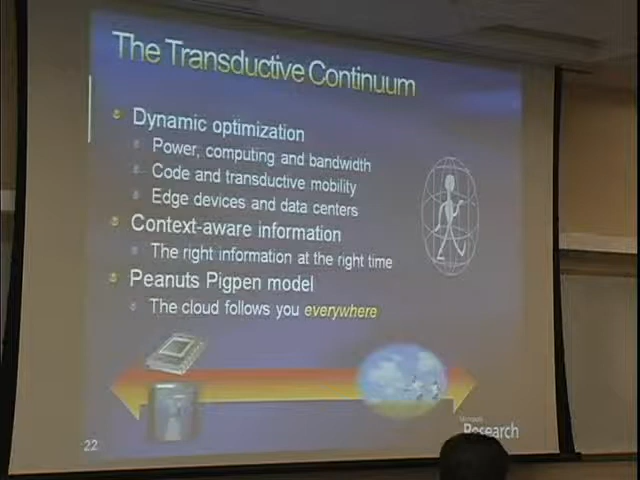 The Transductive Continuum
Dynamic optimization
Power, computing and bandwidth
Code and transductive mobility
Edge devices and data centers
Context-aware information
The right information at the right time
Peanuts Pigpen model
The cloud follows you everywhere
Microsoft
Research
22